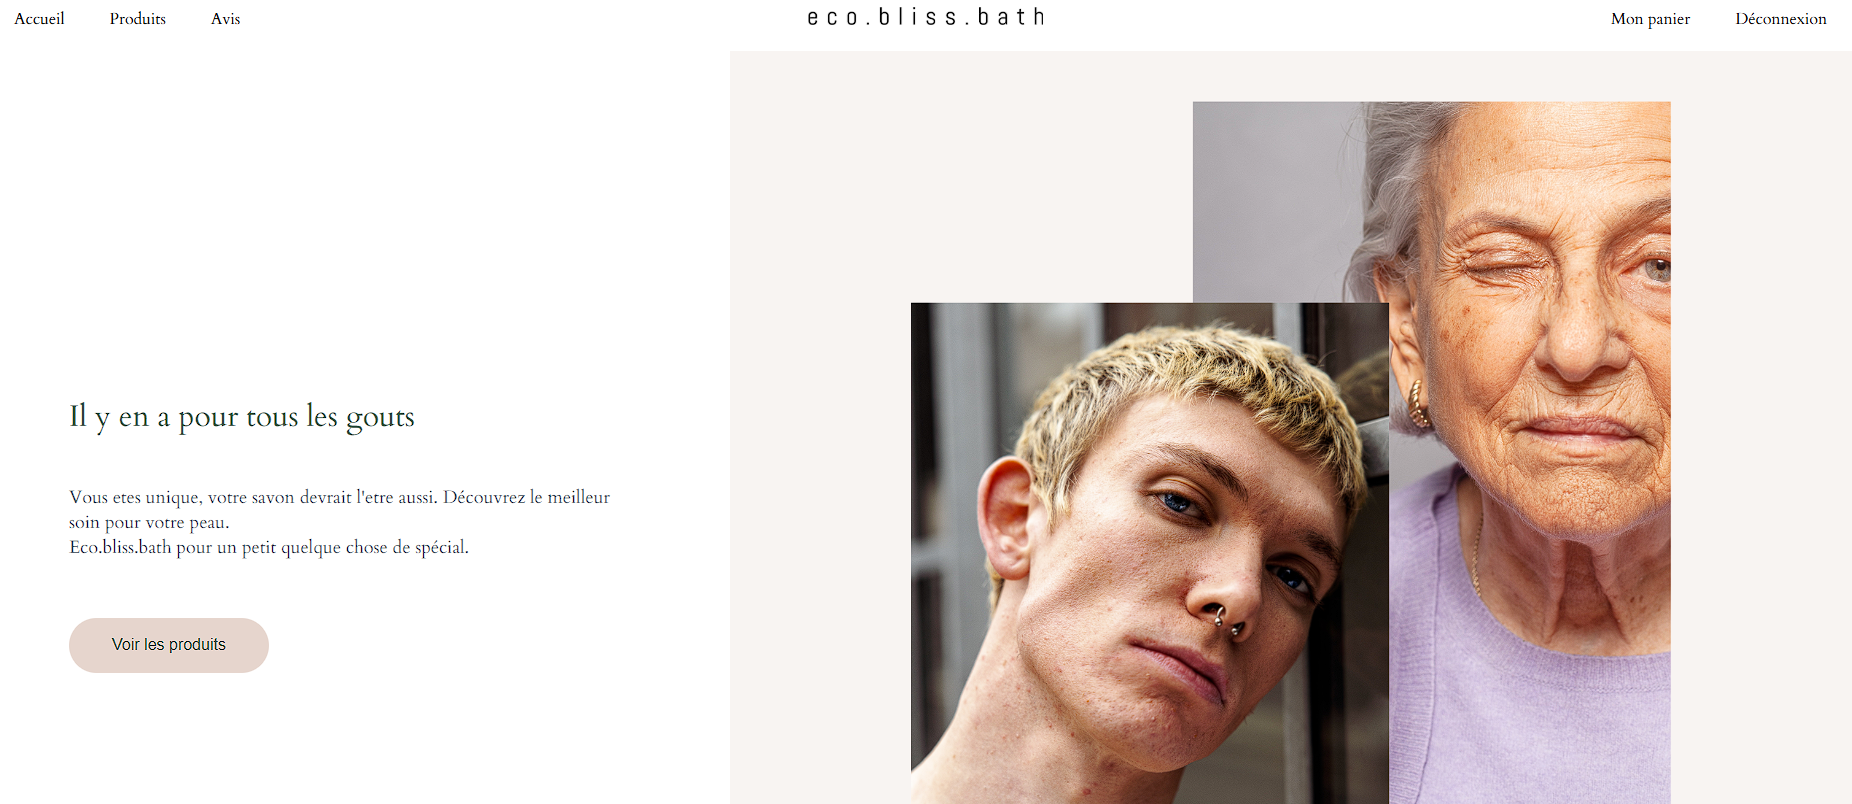 Accueil Produits Avis eco.bliss.bath Mon panier Déconnexion
Il y en a pour tous les gouts
Vous etes unique, votre savon devrait l'etre aussi. Découvrez le meilleur
soin pour votre peau.
Eco.bliss.bath pour un petit quelque chose de spécial.
Voir les produits